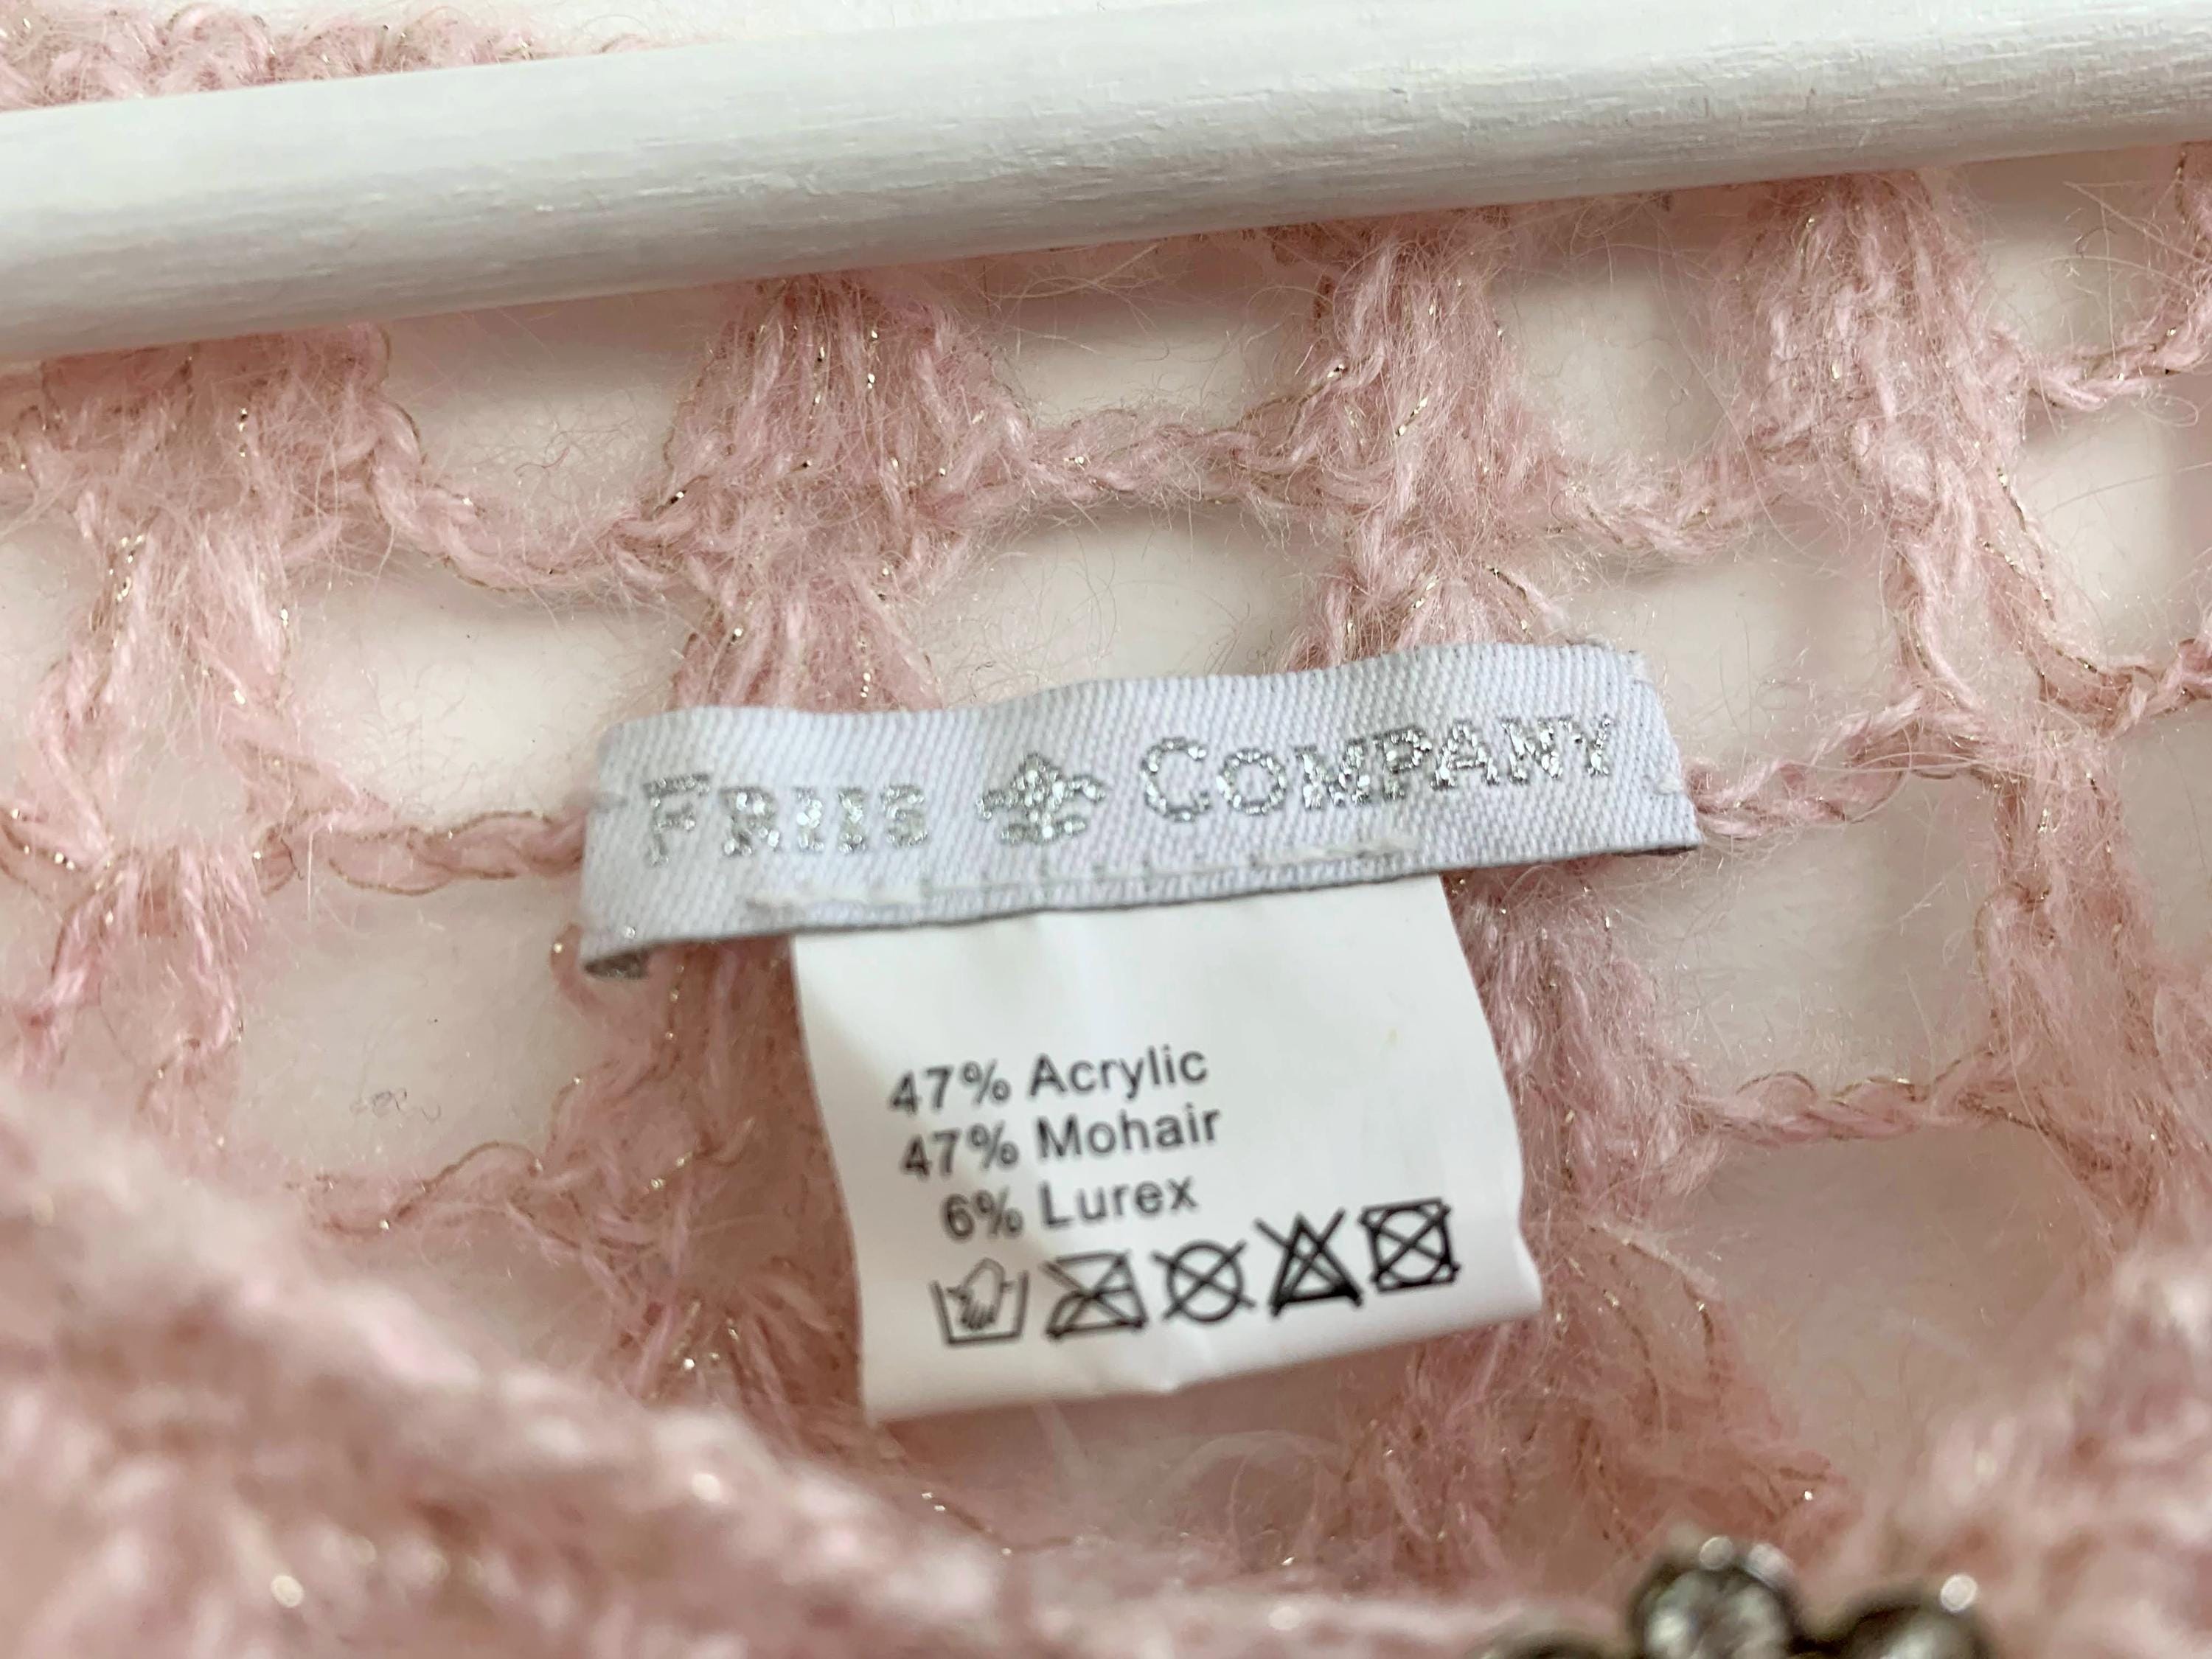 FRIIS COMPANY
47% Acrylic
47% Mohair
6% Lurex